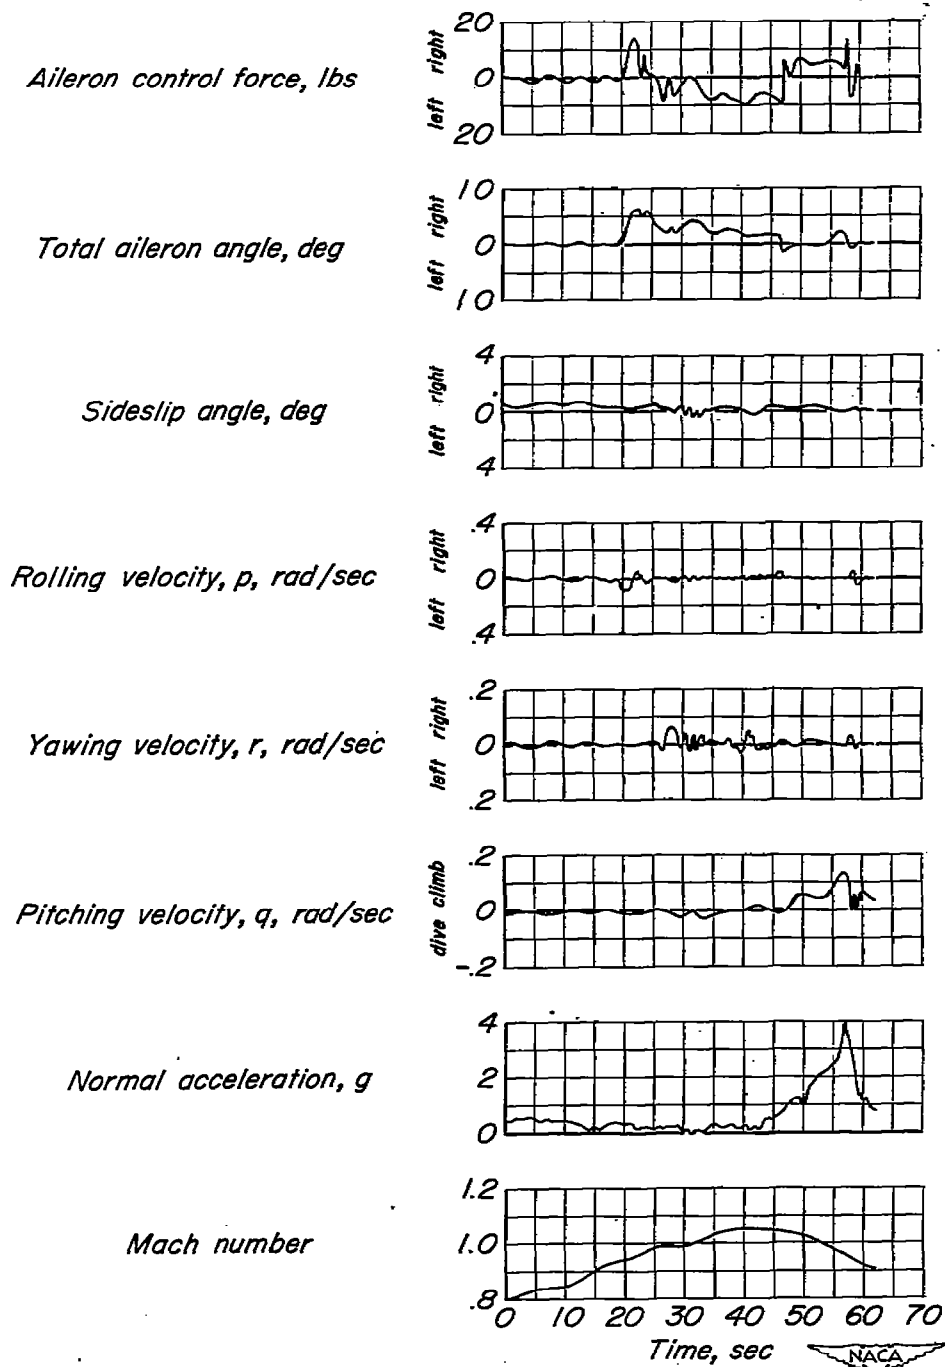 20
Aileron control force, lbs
left right
0
20
10
Total aileron angle, deg
left right
0
10
4
Sideslip angle, deg
left right
0
4
.4
Rolling velocity, p, rad/sec
left right
0
.4
.2
Yawing velocity, r, rad/sec
left right
0
.2
.2
Pitching velocity, q, rad/sec
dive climb
0
-.2
4
Normal acceleration, g
2
0
1.2
Mach number
1.0
.8
0 10 20 30 40 50 60 70
Time, sec
NACA